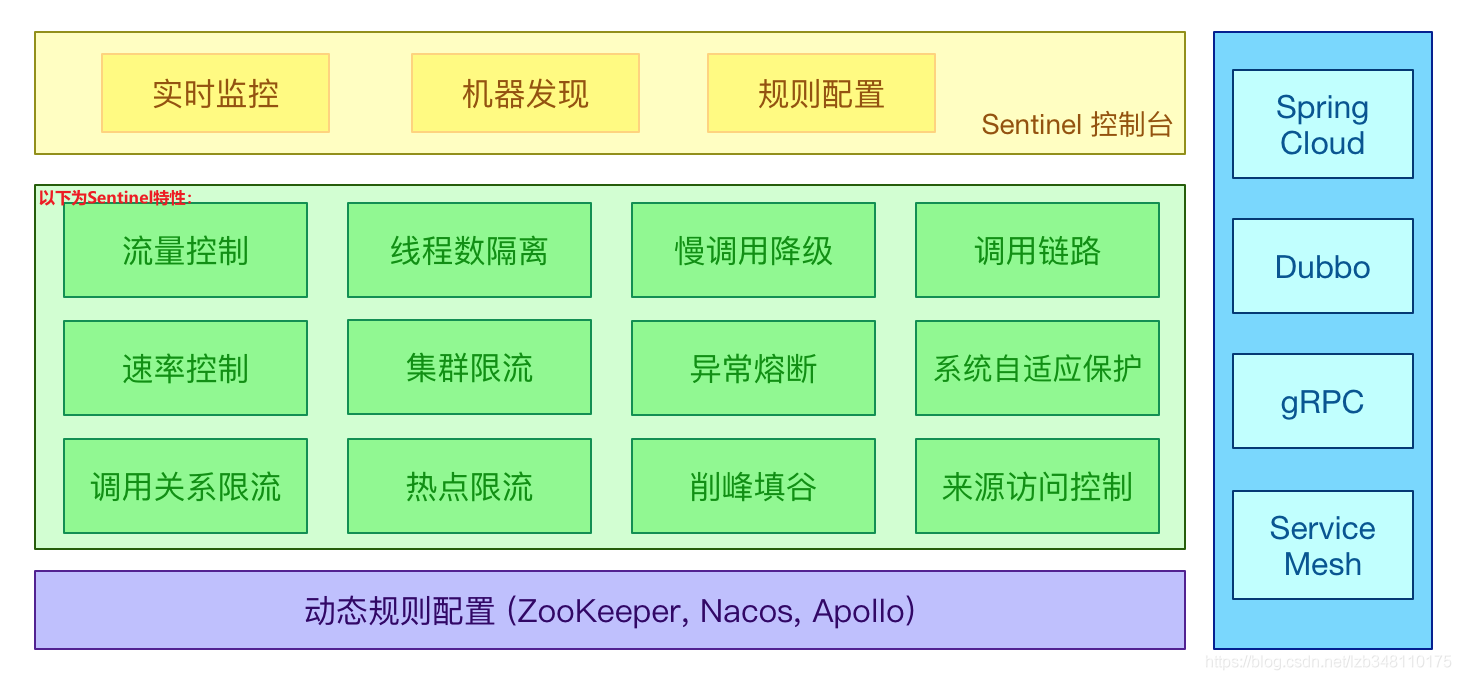 实时监控
机器发现
规则配置
Sentinel 控制台
以下为Sentinel特性：
流量控制
线程数隔离
慢调用降级
调用链路
速率控制
集群限流
异常熔断
系统自适应保护
调用关系限流
热点限流
削峰填谷
来源访问控制
动态规则配置 (ZooKeeper, Nacos, Apollo)
Spring
Cloud
Dubbo
gRPC
Service
Mesh
https://blog.csdn.net/lzb348110175